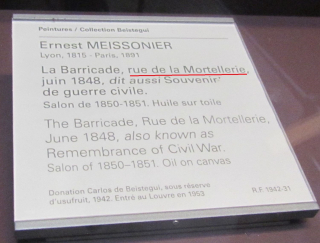 Peintures / Collection Beistegui
Ernest MEISSONIER
Lyon, 1815 - Paris, 1891
La Barricade, rue de la Mortellerie,
juin 1848, dit aussi Souvenir
de guerre civile.
Salon de 1850-1851. Huile sur toile
The Barricade, Rue de la Mortellerie,
June 1848, also known as
Remembrance of Civil War.
Salon of 1850–1851. Oil on canvas
Donation Carlos de Beistegui, sous réserve
d'usufruit, 1942. Entré au Louvre en 1953
R.F. 1942-31